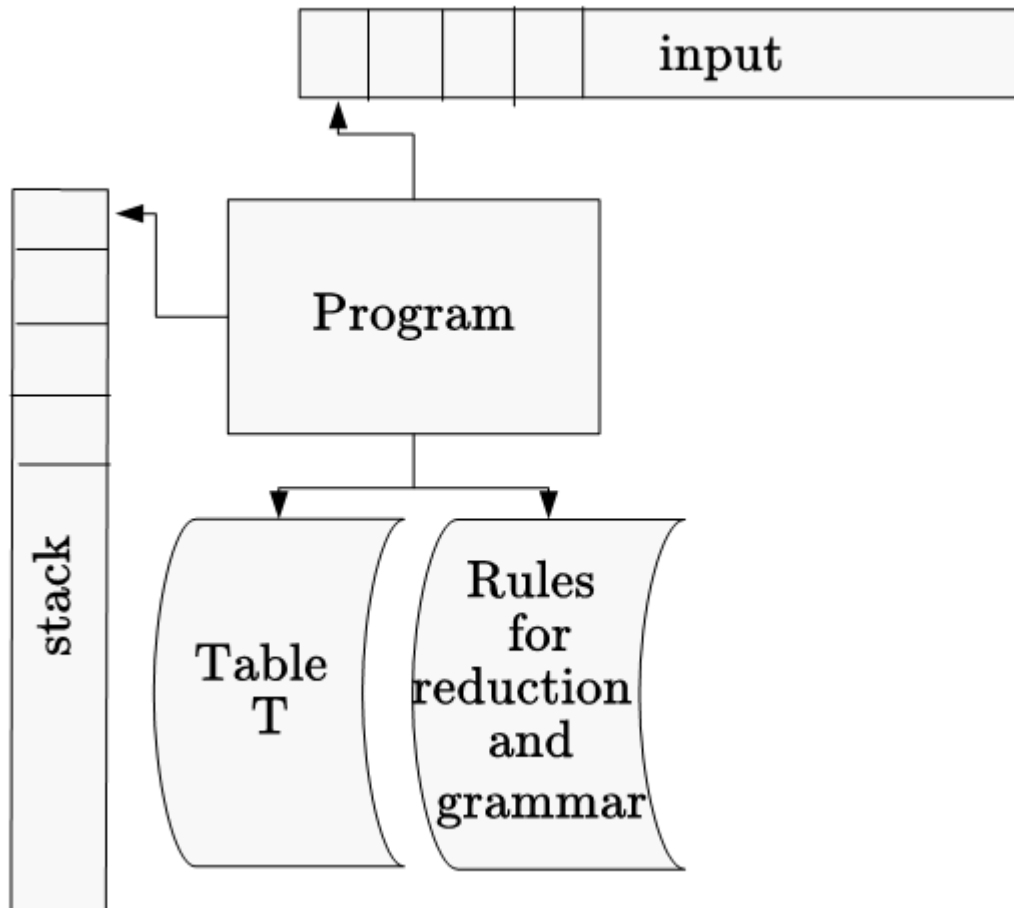 input
Program
stack
Table
T
Rules
for
reduction
and
grammar